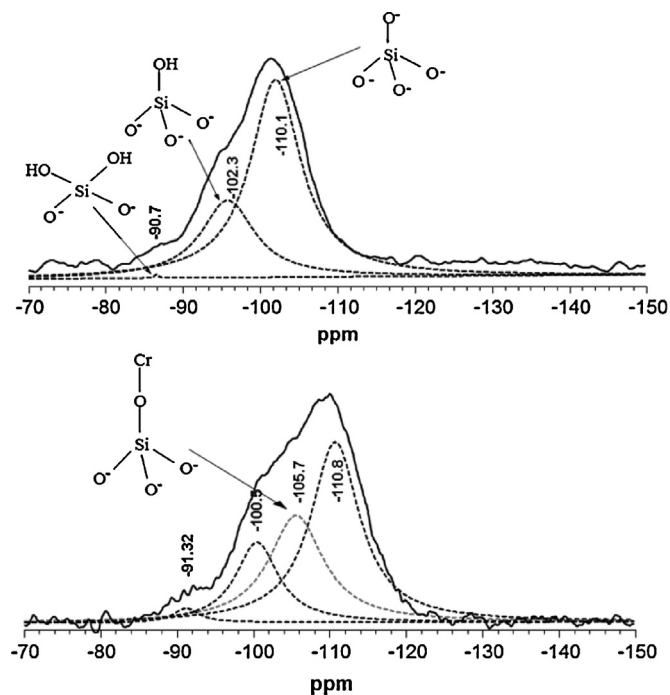 O-
OH
Si
Si
O-
O-
O-
O-
O-
O-
HO
OH
Si
O-
O-
-90.7
-102.3
-110.1
-70 -80 -90 -100 -110 -120 -130 -140 -150
ppm
Cr
O
Si
O-
O-
O-
-91.32
-100.5
-105.7
-110.8
-70 -80 -90 -100 -110 -120 -130 -140 -150
ppm